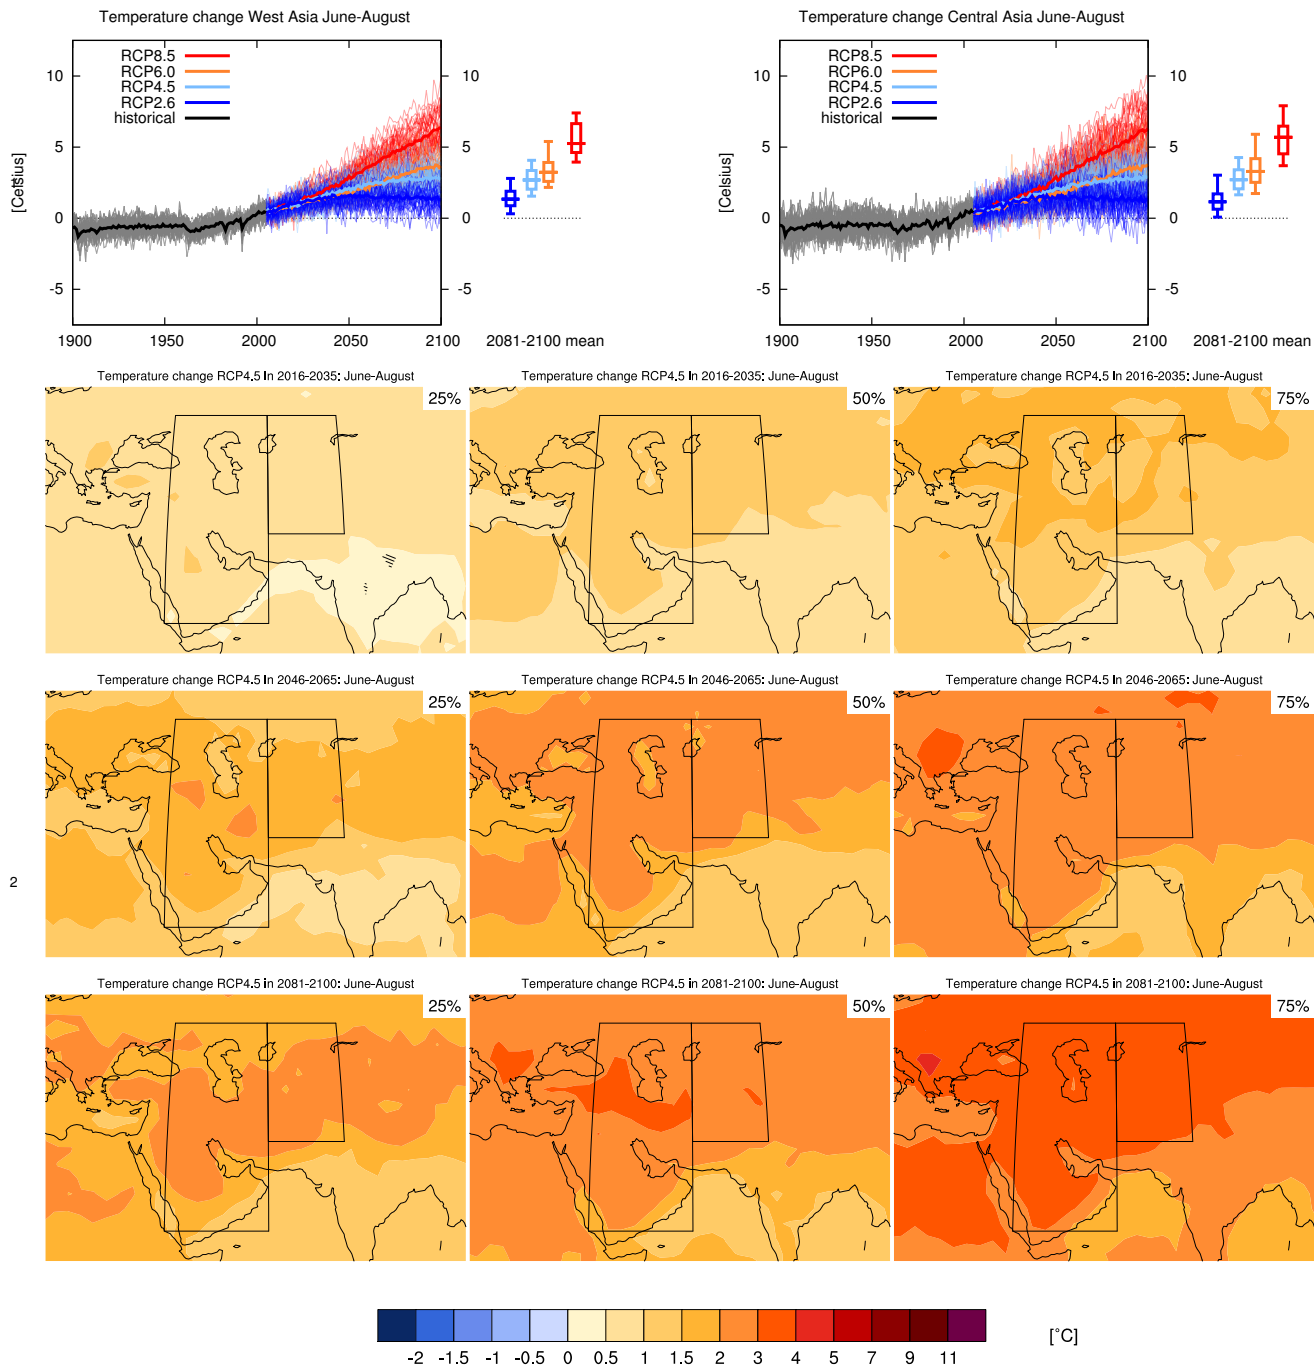 Temperature change West Asia June-August
Temperature change Central Asia June-August
RCP8.5
RCP6.0
RCP4.5
RCP2.6
historical
[Celsius]
10
5
0
-5
10
5
0
-5
1900 1950 2000 2050 2100 2081-2100 mean
RCP8.5
RCP6.0
RCP4.5
RCP2.6
historical
[Celsius]
10
5
0
-5
10
5
0
-5
1900 1950 2000 2050 2100 2081-2100 mean
Temperature change RCP4.5 in 2016-2035: June-August
25%
Temperature change RCP4.5 in 2016-2035: June-August
50%
Temperature change RCP4.5 in 2016-2035: June-August
75%
Temperature change RCP4.5 in 2046-2065: June-August
25%
Temperature change RCP4.5 in 2046-2065: June-August
50%
Temperature change RCP4.5 in 2046-2065: June-August
75%
2
Temperature change RCP4.5 in 2081-2100: June-August
25%
Temperature change RCP4.5 in 2081-2100: June-August
50%
Temperature change RCP4.5 in 2081-2100: June-August
75%
[°C]
-2 -1.5 -1 -0.5 0 0.5 1 1.5 2 3 4 5 7 9 11